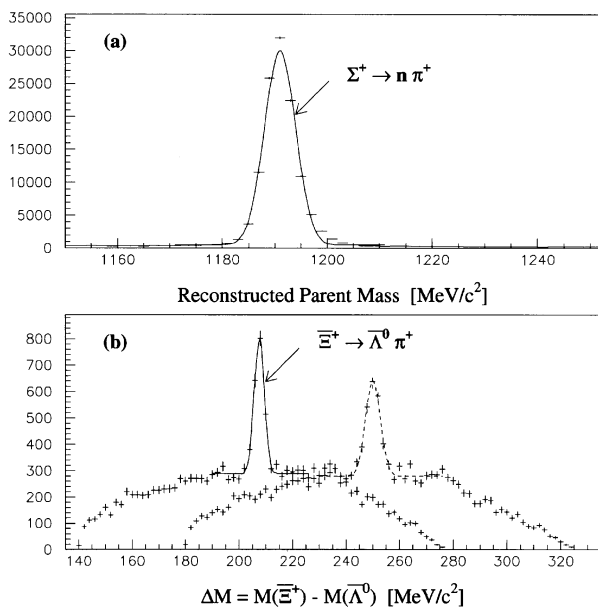 (a)
Σ⁺ → n π⁺
35000
30000
25000
20000
15000
10000
5000
0
1160 1180 1200 1220 1240
Reconstructed Parent Mass [MeV/c²]
(b)
Ξ̅⁺ → Λ̅⁰ π⁺
800
700
600
500
400
300
200
100
0
140 160 180 200 220 240 260 280 300 320
ΔM = M(Ξ̅⁺) - M(Λ̅⁰) [MeV/c²]